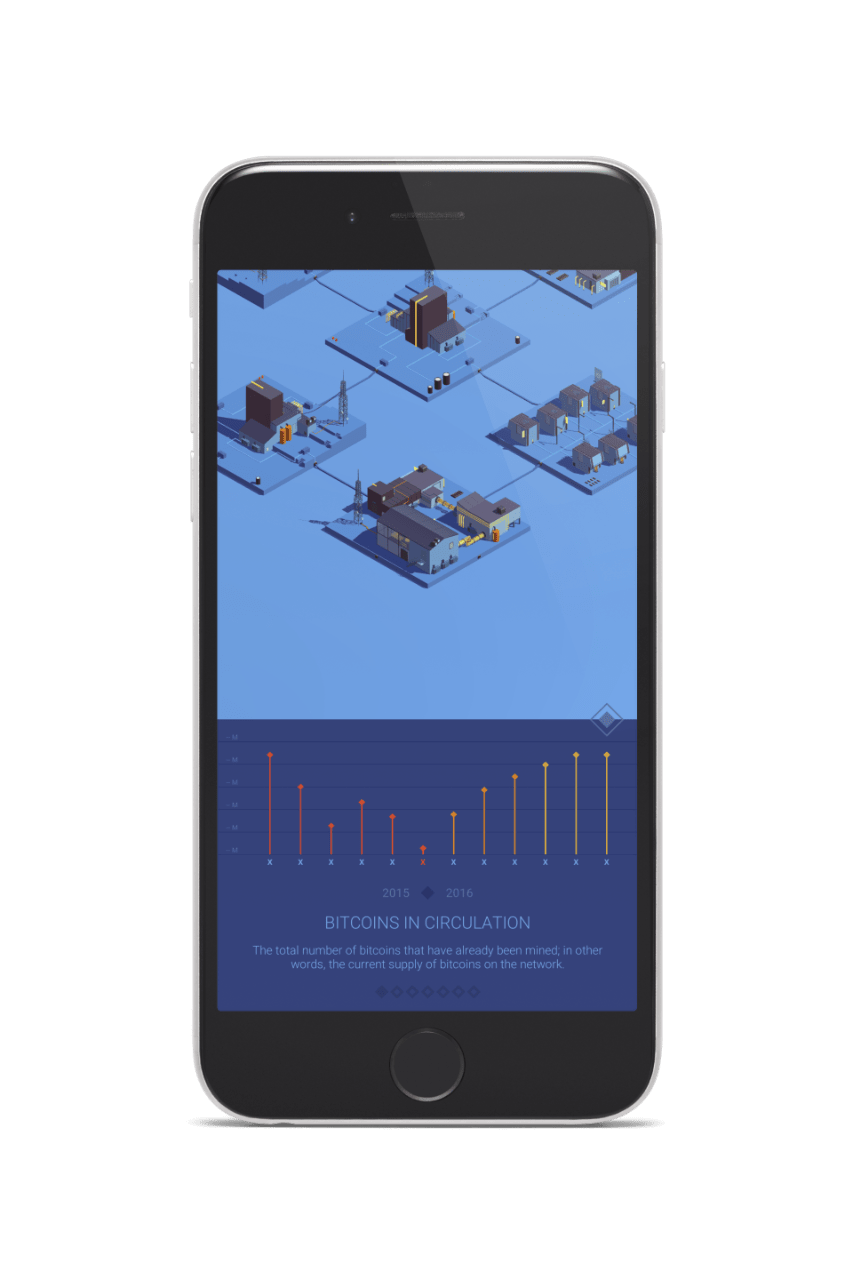 - M
- M
- M
- M
- M
- M
X X X X X X X X X X X X
2015 2016
BITCOINS IN CIRCULATION
The total number of bitcoins that have already been mined; in other
words, the current supply of bitcoins on the network.